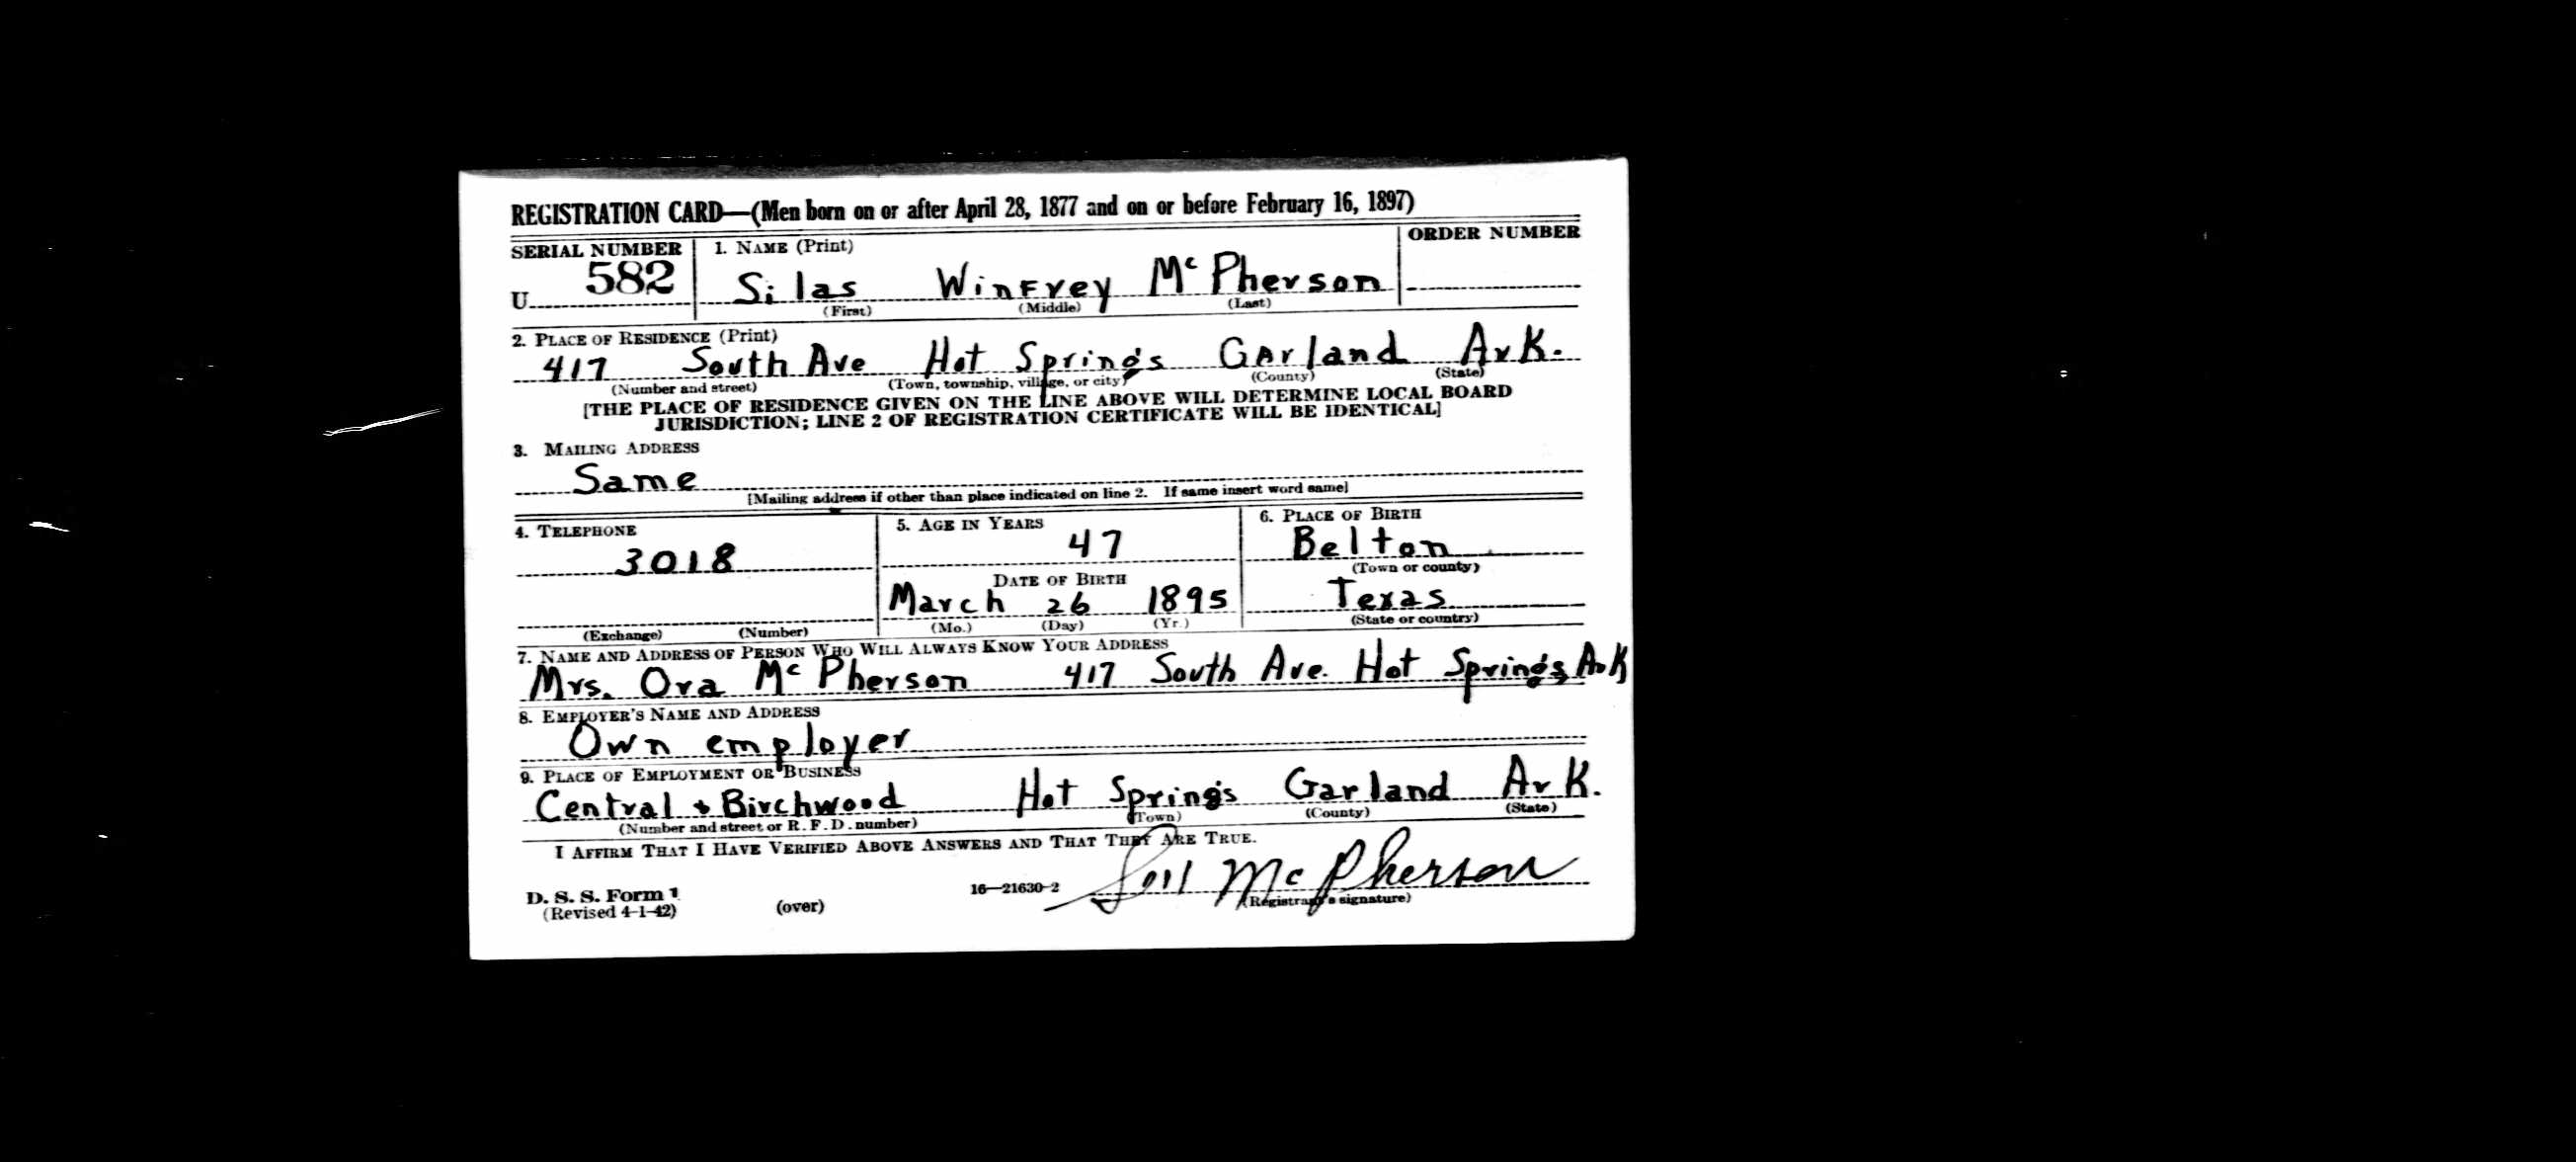 REGISTRATION CARD—(Men born on or after April 28, 1877 and on or before February 16, 1897)
SERIAL NUMBER 1. NAME (Print) ORDER NUMBER
U 582 Silas Winfrey McPherson
(First) (Middle) (Last)
2. PLACE OF RESIDENCE (Print)
417 South Ave Hot Springs Garland Ark.
(Number and street) (Town, township, village, or city) (County) (State)
[THE PLACE OF RESIDENCE GIVEN ON THE LINE ABOVE WILL DETERMINE LOCAL BOARD
JURISDICTION; LINE 2 OF REGISTRATION CERTIFICATE WILL BE IDENTICAL]
3. MAILING ADDRESS
Same
[Mailing address if other than place indicated on line 2. If same insert word same]
4. TELEPHONE 5. AGE IN YEARS 6. PLACE OF BIRTH
3018 47 Belton
DATE OF BIRTH (Town or county)
March 26 1895 Texas
(Exchange) (Number) (Mo.) (Day) (Yr.) (State or country)
7. NAME AND ADDRESS OF PERSON WHO WILL ALWAYS KNOW YOUR ADDRESS
Mrs. Ora McPherson 417 South Ave. Hot Springs Ark
8. EMPLOYER'S NAME AND ADDRESS
Own employer
9. PLACE OF EMPLOYMENT OR BUSINESS
Central + Birchwood Hot Springs Garland Ark.
(Number and street or R. F. D. number) (Town) (County) (State)
I AFFIRM THAT I HAVE VERIFIED ABOVE ANSWERS AND THAT THEY ARE TRUE.
D. S. S. Form 1 16—21630-2 McPherson
(Revised 4-1-42) (over) (Registrant's signature)